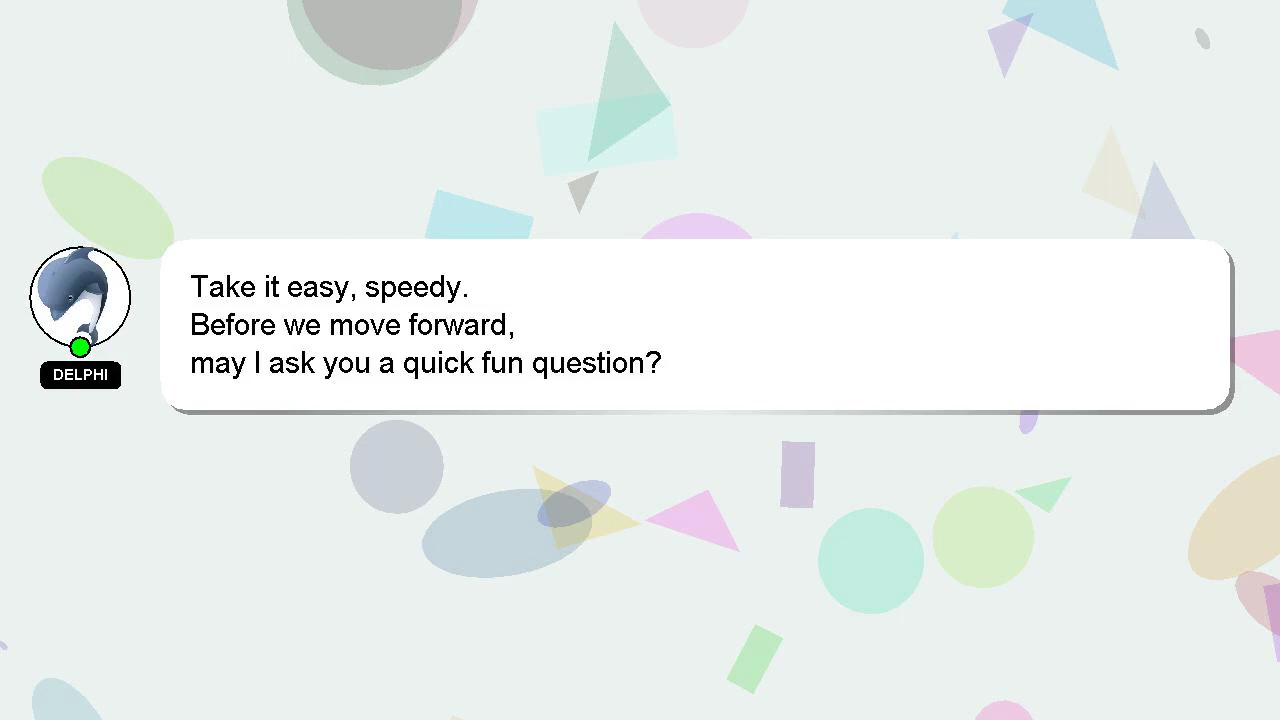 Take it easy, speedy.
Before we move forward,
may I ask you a quick fun question?
DELPHI